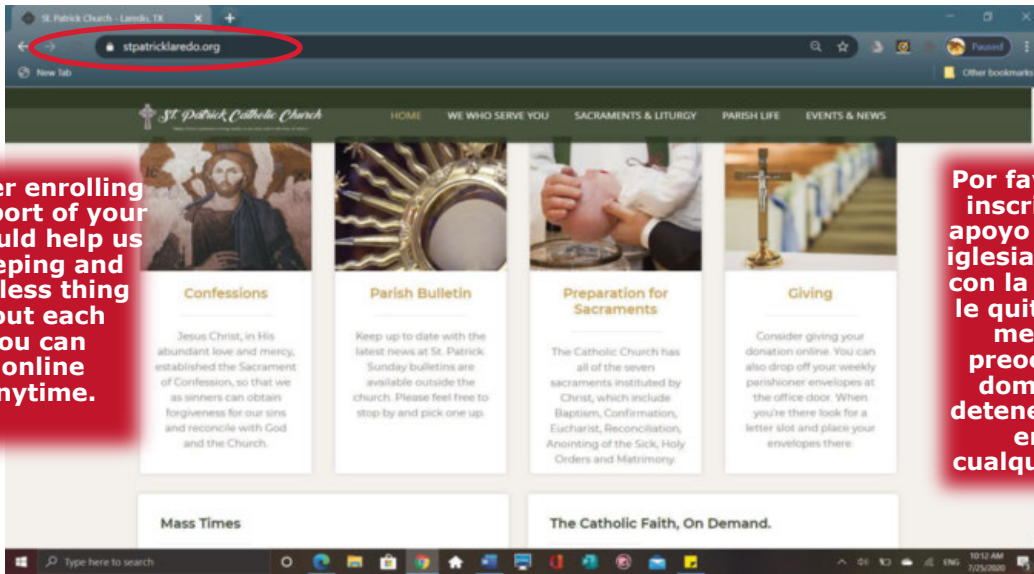 St. Patrick Church - Laredo, TX
stpatricklaredo.org
Paused
New Tab
Other bookmarks
St. Patrick Catholic Church
HOME WE WHO SERVE YOU SACRAMENTS & LITURGY PARISH LIFE EVENTS & NEWS
er enrolling
port of your
uld help us
eping and
less thing
out each
ou can
online
nytime.
Confessions
Jesus Christ, in His
abundant love and mercy,
established the Sacrament
of Confession, so that we
as sinners can obtain
forgiveness for our sins
and reconcile with God
and the Church.
Parish Bulletin
Keep up to date with the
latest news at St. Patrick.
Sunday bulletins are
available outside the
church. Please feel free to
stop by and pick one up.
Preparation for
Sacraments
The Catholic Church has
all of the seven
sacraments instituted by
Christ, which include
Baptism, Confirmation,
Eucharist, Reconciliation,
Anointing of the Sick, Holy
Orders and Matrimony.
Giving
Consider giving your
donation online. You can
also drop off your weekly
parishioner envelopes at
the office door. When
you're there look for a
letter slot and place your
envelopes there.
Por fav
inscri
apoyo
iglesia
con la
le quit
me
preoc
dom
detene
en
cualqu
Mass Times
The Catholic Faith, On Demand.
Type here to search
ENG
10:12 AM
7/25/2020